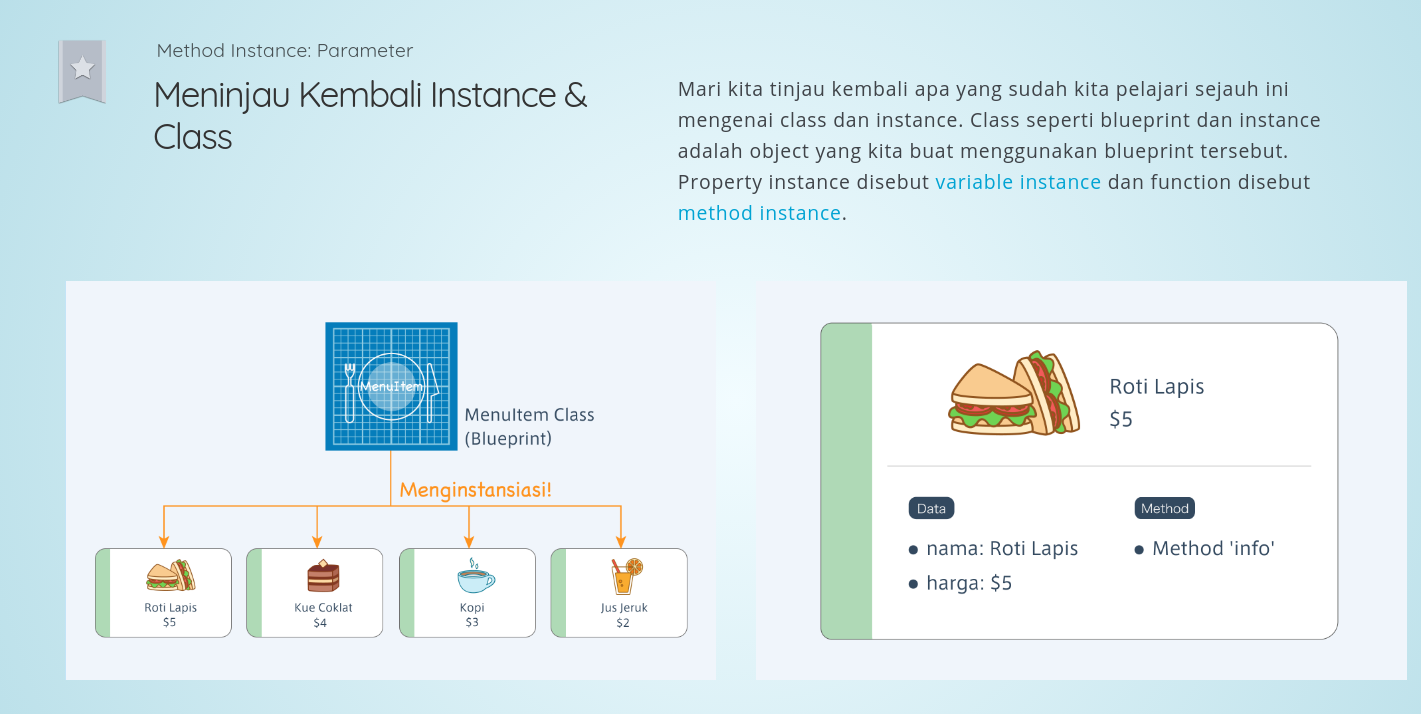 Method Instance: Parameter
Meninjau Kembali Instance &
Class
Mari kita tinjau kembali apa yang sudah kita pelajari sejauh ini
mengenai class dan instance. Class seperti blueprint dan instance
adalah object yang kita buat menggunakan blueprint tersebut.
Property instance disebut variable instance dan function disebut
method instance.
MenuItem
MenuItem Class
(Blueprint)
Menginstansiasi!
Roti Lapis
$5
Kue Coklat
$4
Kopi
$3
Jus Jeruk
$2
Roti Lapis
$5
Data
• nama: Roti Lapis
• harga: $5
Method
• Method 'info'